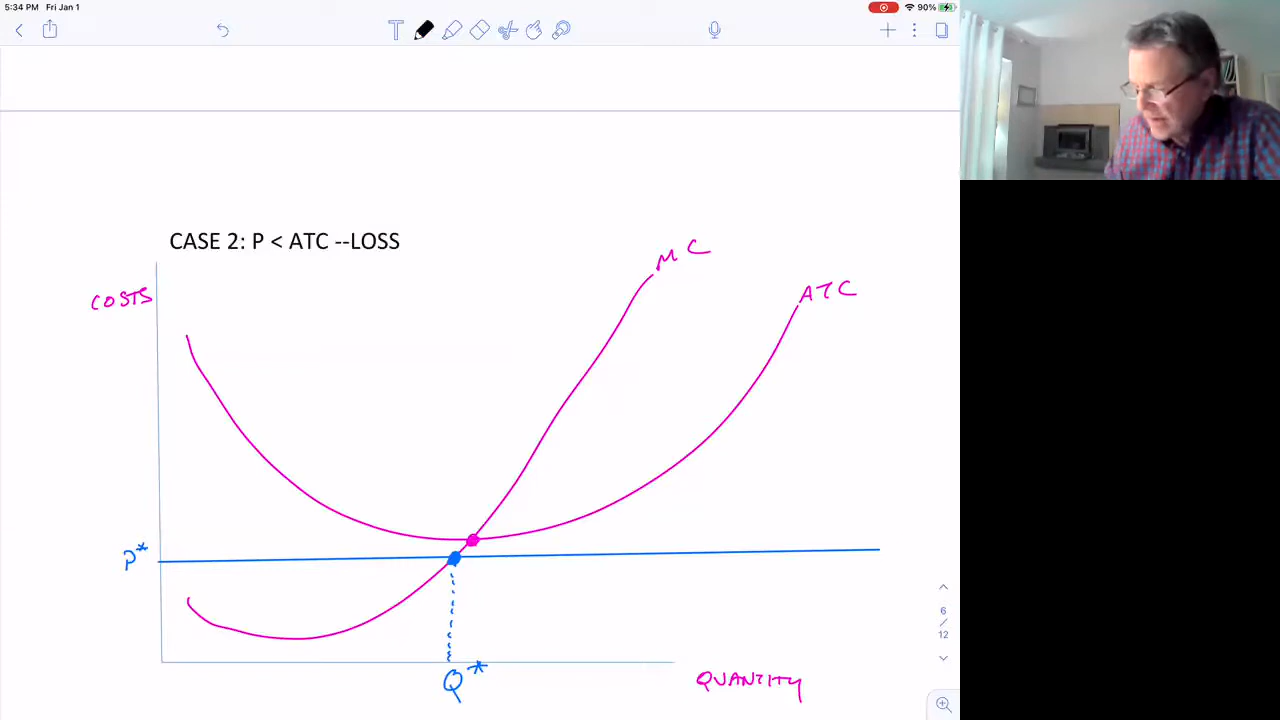 5:34 PM Fri Jan 1
90%
CASE 2: P < ATC --LOSS
MC
COSTS
ATC
P*
6
/
12
Q*
QUANTITY